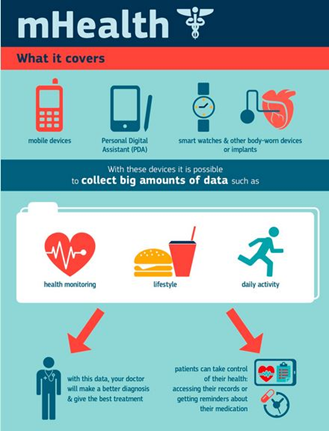 mHealth
What it covers
mobile devices
Personal Digital
Assistant (PDA)
smart watches & other body-worn devices
or implants
With these devices it is possible
to collect big amounts of data such as
health monitoring
lifestyle
daily activity
with this data, your doctor
will make a better diagnosis
& give the best treatment
patients can take control
of their health:
accessing their records or
getting reminders about
their medication